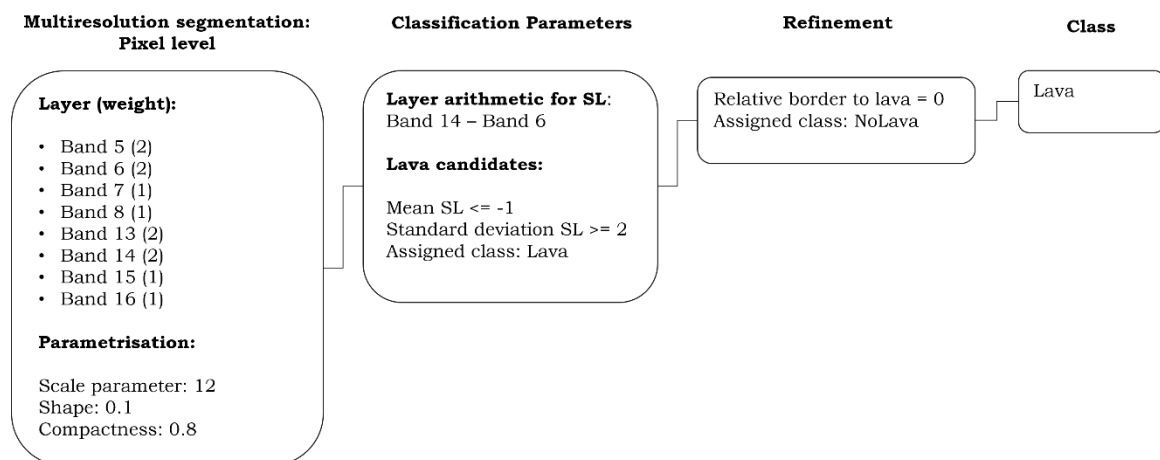 Multiresolution segmentation:
Pixel level
Layer (weight):
• Band 5 (2)
• Band 6 (2)
• Band 7 (1)
• Band 8 (1)
• Band 13 (2)
• Band 14 (2)
• Band 15 (1)
• Band 16 (1)
Parametrisation:
Scale parameter: 12
Shape: 0.1
Compactness: 0.8
Classification Parameters
Layer arithmetic for SL:
Band 14 – Band 6
Lava candidates:
Mean SL <= -1
Standard deviation SL >= 2
Assigned class: Lava
Refinement
Relative border to lava = 0
Assigned class: NoLava
Class
Lava